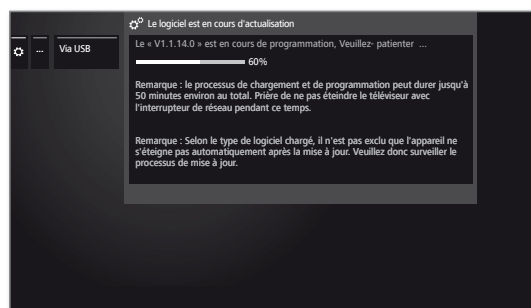 Le logiciel est en cours d'actualisation
... Via USB
Le « V1.1.14.0 » est en cours de programmation, Veuillez- patienter ...
60%
Remarque : le processus de chargement et de programmation peut durer jusqu'à
50 minutes environ au total. Prière de ne pas éteindre le téléviseur avec
l'interrupteur de réseau pendant ce temps.
Remarque : Selon le type de logiciel chargé, il n'est pas exclu que l'appareil ne
s'éteigne pas automatiquement après la mise à jour. Veuillez donc surveiller le
processus de mise à jour.